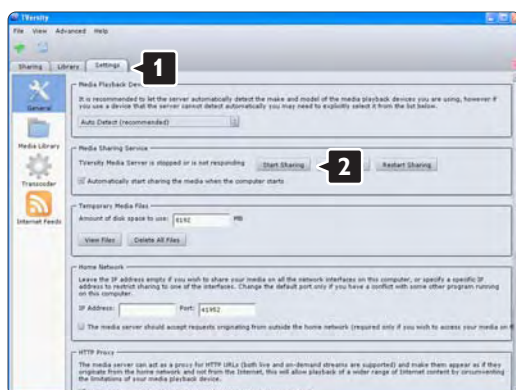 TVersity
File View Advanced Help
Sharing Library Settings
1
General
Media Library
Transcoder
Internet Feeds
Media Playback Device
It is recommended to let the server automatically detect the make and model of the media playback devices you are using, however if
you use a device that the server cannot detect automatically you may need to explicitly select it from the list below.
Auto Detect (recommended)
Media Sharing Service
TVersity Media Server is stopped or is not responding Start Sharing 2 Restart Sharing
Automatically start sharing the media when the computer starts
Temporary Media Files
Amount of disk space to use: 8192 MB
View Files Delete All Files
Home Network
Leave the IP address empty if you wish to share your media on all the network interfaces on this computer, or specify a specific IP
address to restrict sharing to one of the interfaces. Change the default port only if you have a conflict with some other program running
on this computer.
IP Address: Port: 41952
The media server should accept requests originating from outside the home network (required only if you wish to access your media on
HTTP Proxy
The media server can act as a proxy for HTTP URLs (both live and on-demand streams are supported) and make them appear as if they
originate from the home network and not from the Internet, this will allow playback of a wider range of Internet content by circumventing
the limitations of your media playback device.